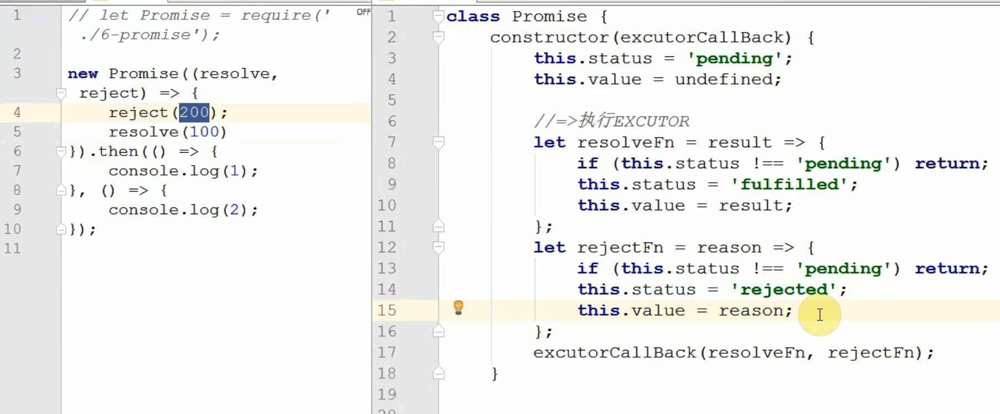 1 // let Promise = require('
./6-promise');
2
3 new Promise((resolve,
reject) => {
4 reject(200);
5 resolve(100)
6 }).then(() => {
7 console.log(1);
8 }, () => {
9 console.log(2);
10 });
11
OFF
1 class Promise {
2 constructor(excutorCallBack) {
3 this.status = 'pending';
4 this.value = undefined;
5
6 //=>执行EXCUTOR
7 let resolveFn = result => {
8 if (this.status !== 'pending') return;
9 this.status = 'fulfilled';
10 this.value = result;
11 };
12 let rejectFn = reason => {
13 if (this.status !== 'pending') return;
14 this.status = 'rejected';
15 this.value = reason;
16 };
17 excutorCallBack(resolveFn, rejectFn);
18 }
19